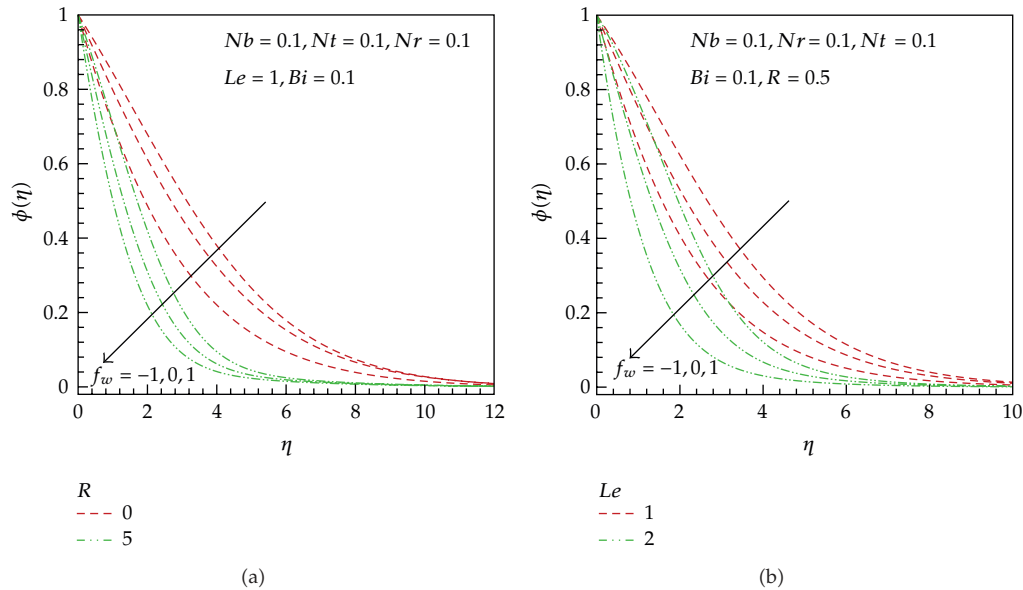 1
0.8
0.6
0.4
0.2
0
ϕ(η)
Nb = 0.1, Nt = 0.1, Nr = 0.1
Le = 1, Bi = 0.1
f_w = −1, 0, 1
0 2 4 6 8 10 12
η
R
0
5
(a)
1
0.8
0.6
0.4
0.2
0
ϕ(η)
Nb = 0.1, Nr = 0.1, Nt = 0.1
Bi = 0.1, R = 0.5
f_w = −1, 0, 1
0 2 4 6 8 10
η
Le
1
2
(b)